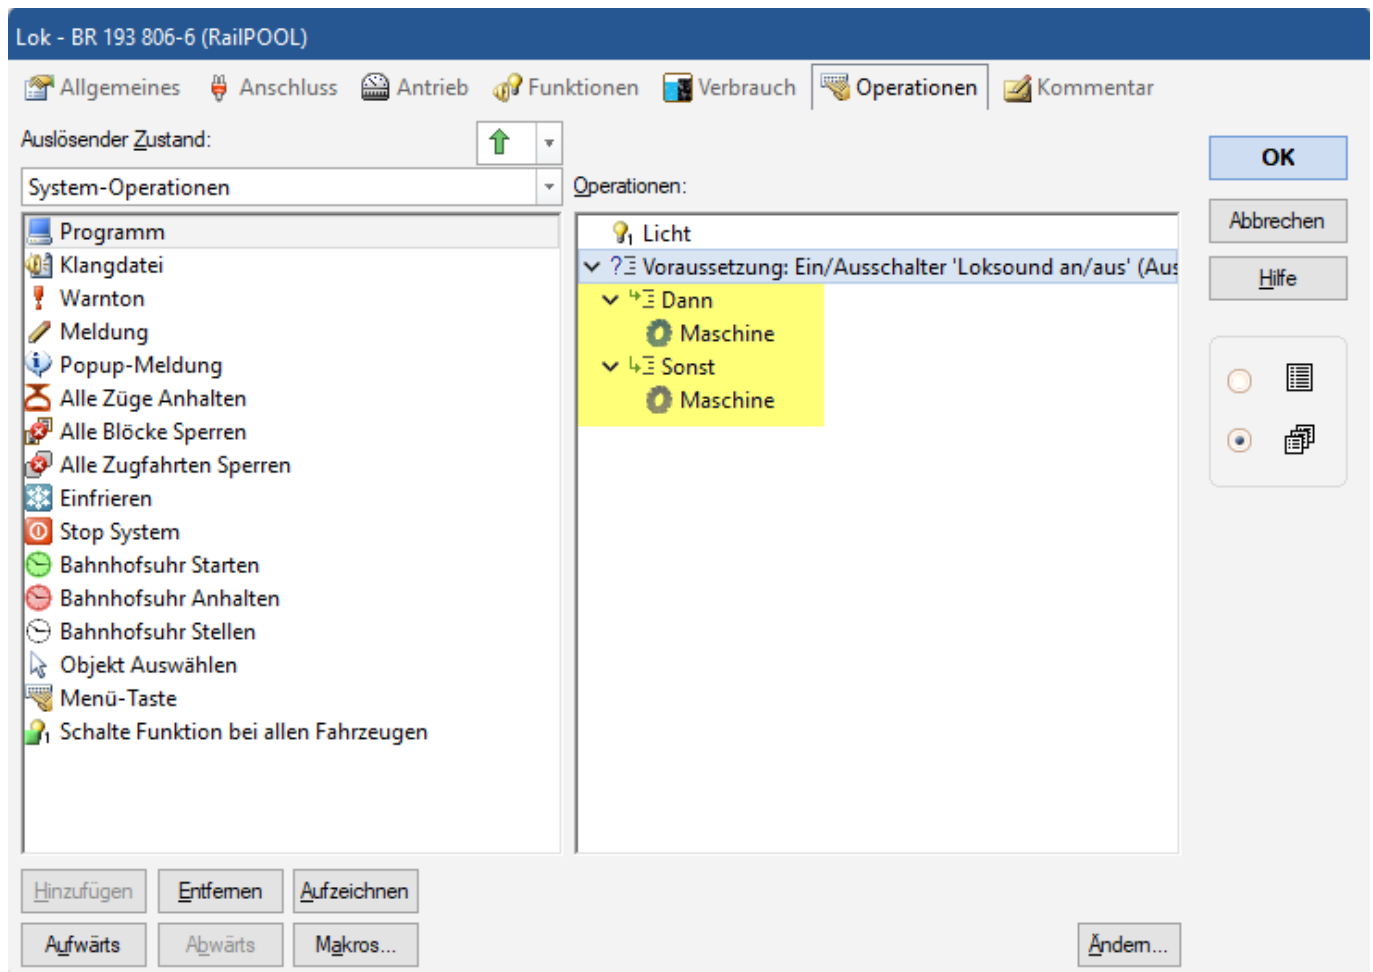 Lok - BR 193 806-6 (RailPOOL)
Allgemeines Anschluss Antrieb Funktionen Verbrauch Operationen Kommentar
Auslösender Zustand:
System-Operationen
Programm
Klangdatei
Warnton
Meldung
Popup-Meldung
Alle Züge Anhalten
Alle Blöcke Sperren
Alle Zugfahrten Sperren
Einfrieren
Stop System
Bahnhofsuhr Starten
Bahnhofsuhr Anhalten
Bahnhofsuhr Stellen
Objekt Auswählen
Menü-Taste
Schalte Funktion bei allen Fahrzeugen
Operationen:
Licht
Voraussetzung: Ein/Ausschalter 'Loksound an/aus' (Aus
Dann
Maschine
Sonst
Maschine
OK
Abbrechen
Hilfe
Hinzufügen Entfernen Aufzeichnen
Aufwärts Abwärts Makros... Ändern...